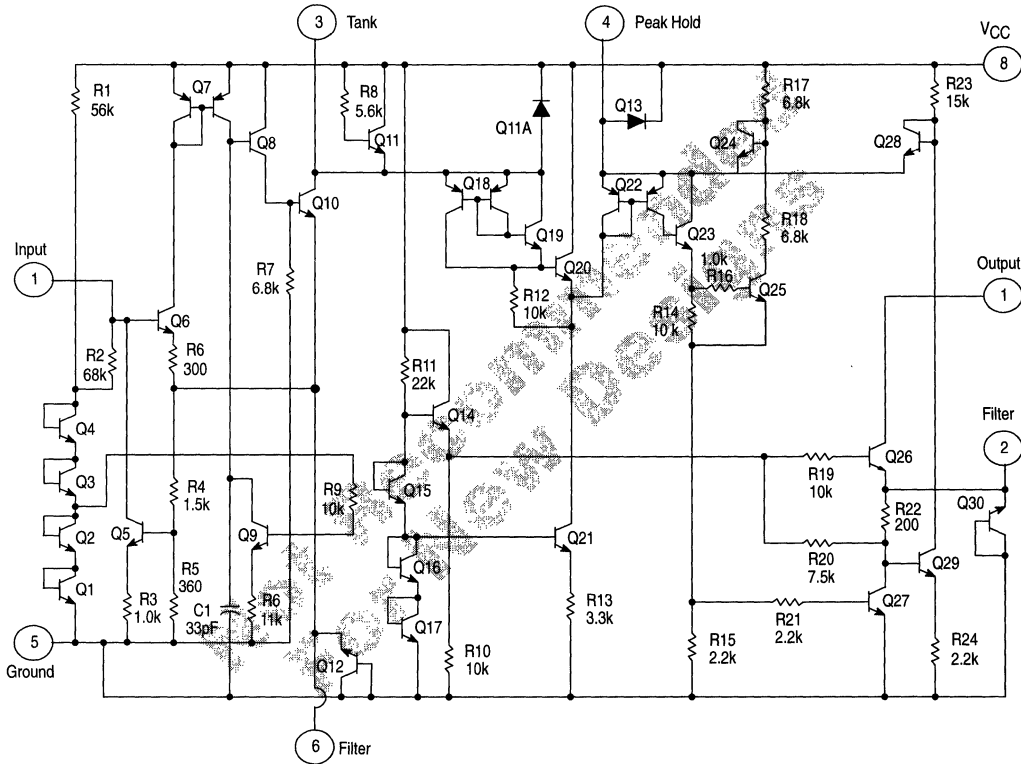 3 Tank
4 Peak Hold
VCC
8
R1
56k
Q7
Q8
R8
5.6k
Q11
Q11A
Q13
R17
6.8k
Q24
R23
15k
Q28
Q10
Q18
Q19
Q20
Q22
Q23
R18
6.8k
Input
1
R7
6.8k
R12
10k
1.0k
R16
Q25
R14
10 k
Output
1
Q6
R2
68k
R6
300
R11
22k
Q14
Q4
Q3
Q2
Q1
Q5
R4
1.5k
R5
360
R3
1.0k
Q9
R9
10k
Q15
Q16
Q17
Q21
R19
10k
Q26
Filter
2
R22
200
Q30
R20
7.5k
Q29
Q27
C1
33pF
R6
11k
R13
3.3k
R21
2.2k
R15
2.2k
R24
2.2k
5
Ground
Q12
R10
10k
6 Filter
Not Recommended
For New Designs